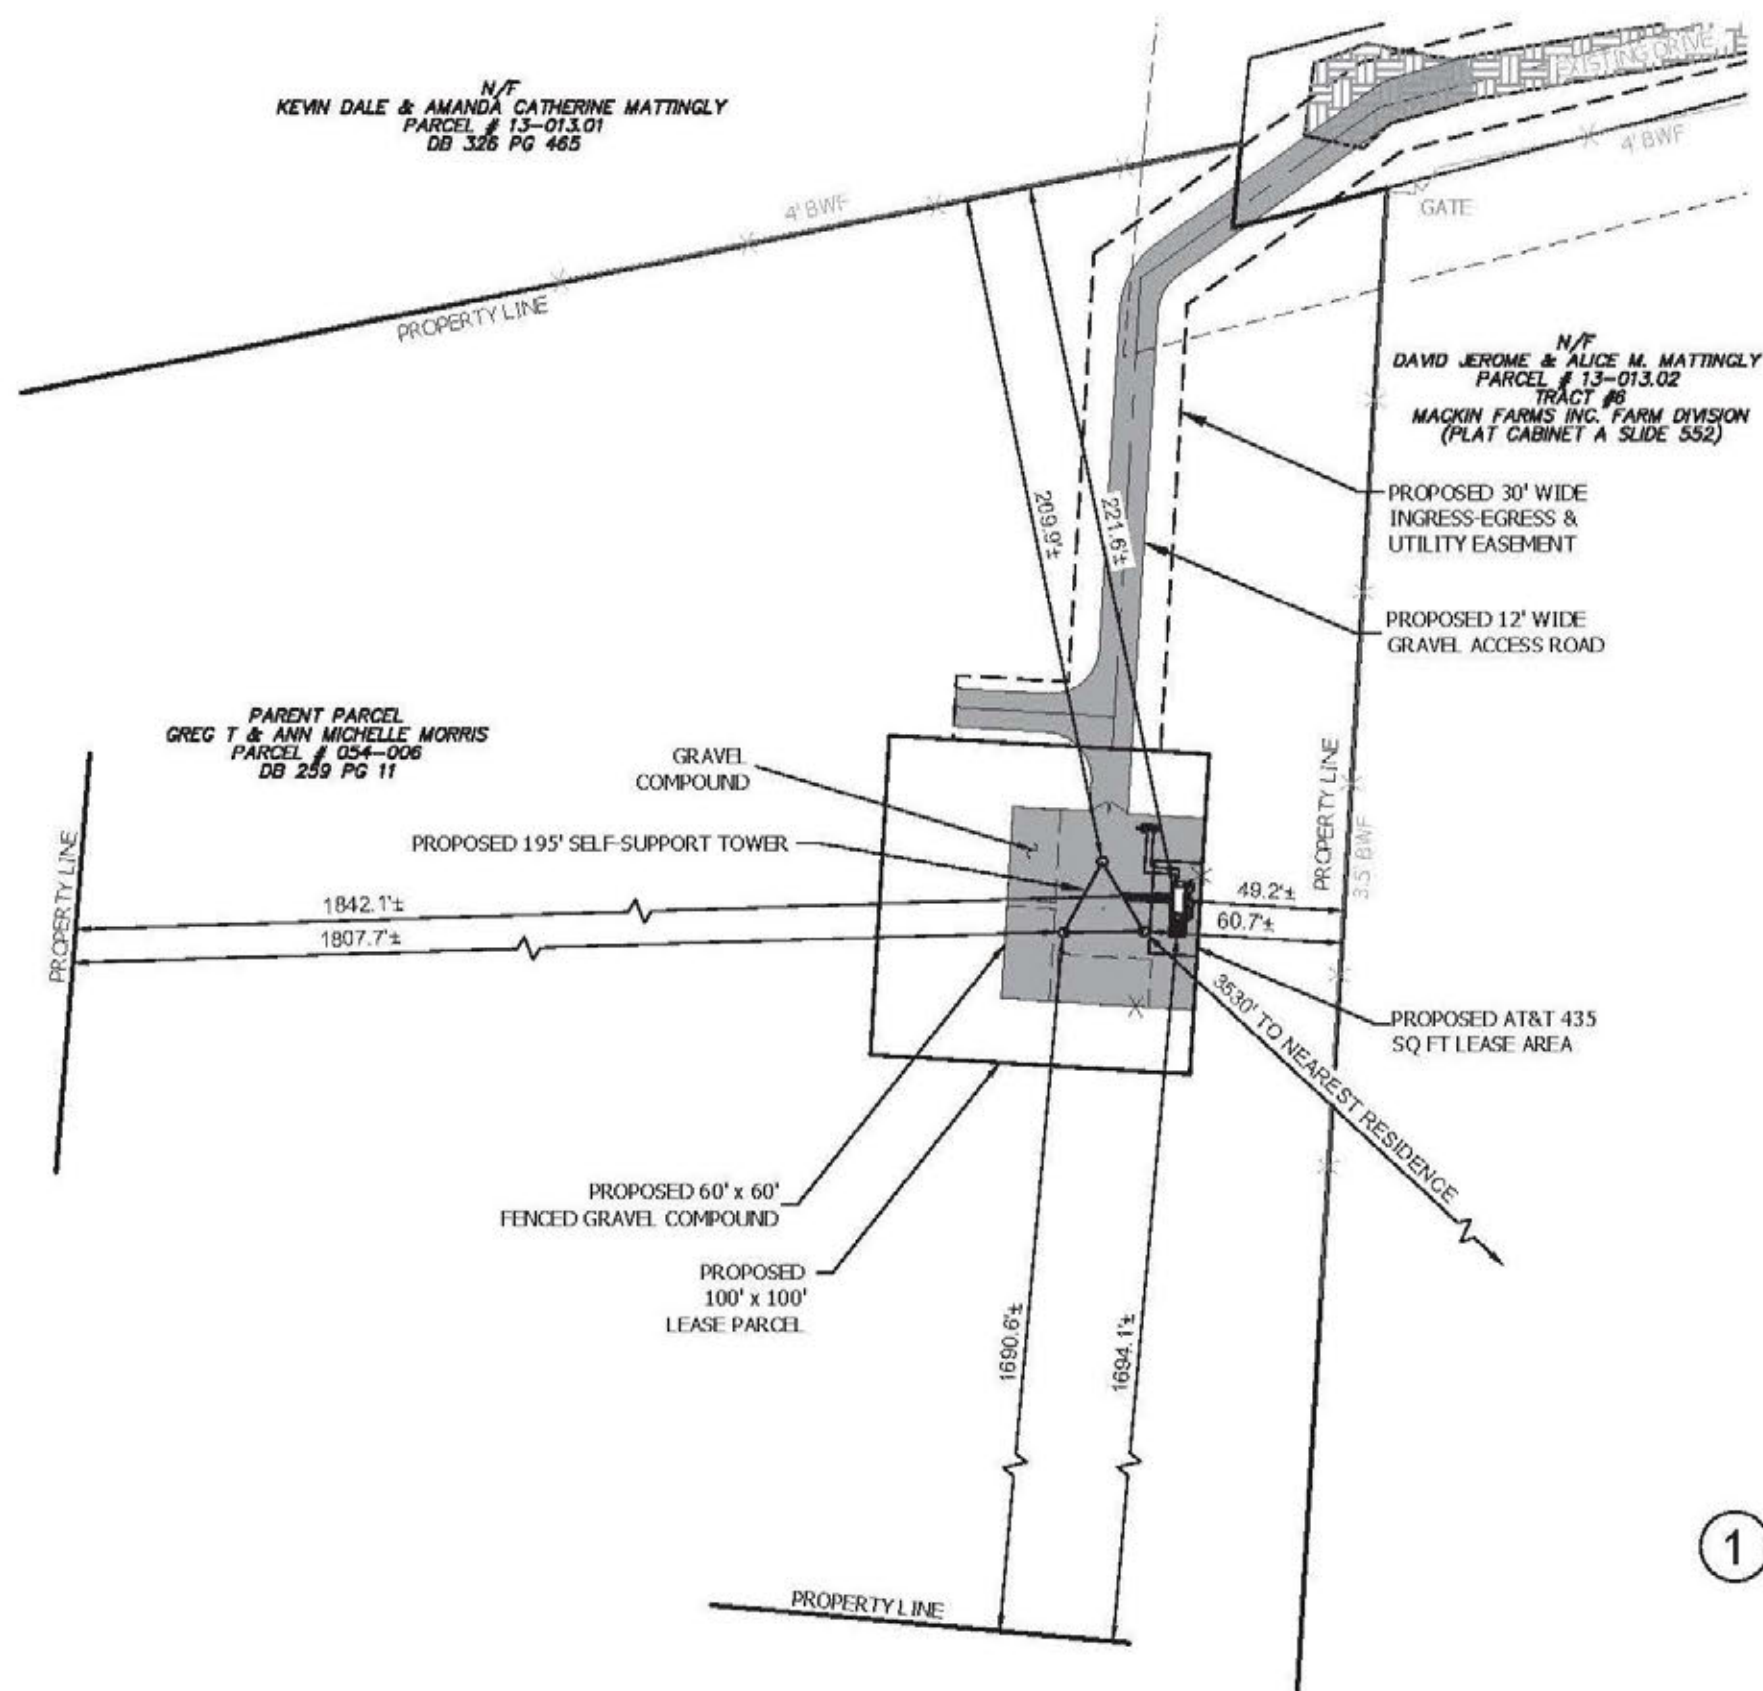 EXISTING DRIVE
N/F
KEVIN DALE & AMANDA CATHERINE MATTINGLY
PARCEL # 13-013.01
DB 326 PG 465
4' BWF
4' BWF
GATE
PROPERTY LINE
N/F
DAVID JEROME & ALICE M. MATTINGLY
PARCEL # 13-013.02
TRACT #6
MACKIN FARMS INC. FARM DIVISION
(PLAT CABINET A SLIDE 552)
209.9'±
221.6'±
PROPOSED 30' WIDE
INGRESS-EGRESS &
UTILITY EASEMENT
PROPOSED 12' WIDE
GRAVEL ACCESS ROAD
PARENT PARCEL
GREG T & ANN MICHELLE MORRIS
PARCEL # 054-006
DB 259 PG 11
GRAVEL
COMPOUND
PROPERTY LINE
PROPERTY LINE
3.5 BWF
PROPOSED 195' SELF-SUPPORT TOWER
1842.1'±
49.2'±
1807.7'±
60.7'±
3530' TO NEAREST RESIDENCE
PROPOSED AT&T 435
SQ FT LEASE AREA
PROPOSED 60' x 60'
FENCED GRAVEL COMPOUND
PROPOSED
100' x 100'
LEASE PARCEL
1690.6'±
1694.1'±
PROPERTY LINE
1